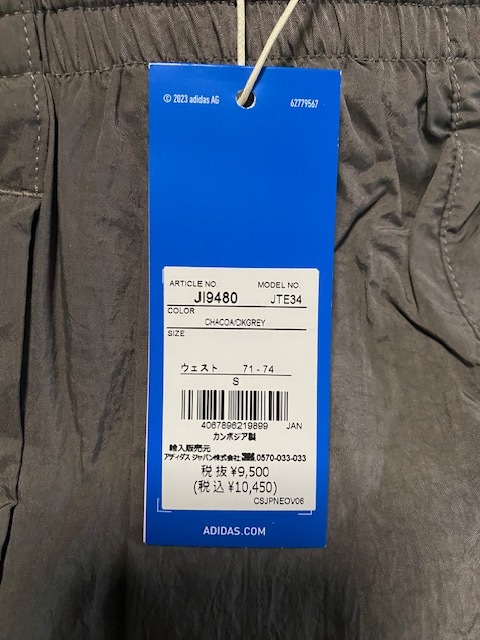 © 2023 adidas AG 62779567
ARTICLE NO. MODEL NO.
JI9480 JTE34
COLOR
CHACOA/DKGREY
SIZE
ウェスト 71 - 74
S
4067896219899 JAN
カンボジア製
輸入販売元
アディダス ジャパン株式会社 0570-033-033
税抜 ¥9,500
(税込 ¥10,450)
CSJPNEOV06
ADIDAS.COM